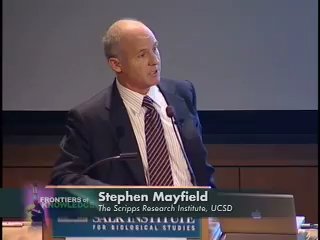 FRONTIERS of
KNOWLEDGE
Stephen Mayfield
The Scripps Research Institute, UCSD
SALK INSTITUTE
FOR BIOLOGICAL STUDIES